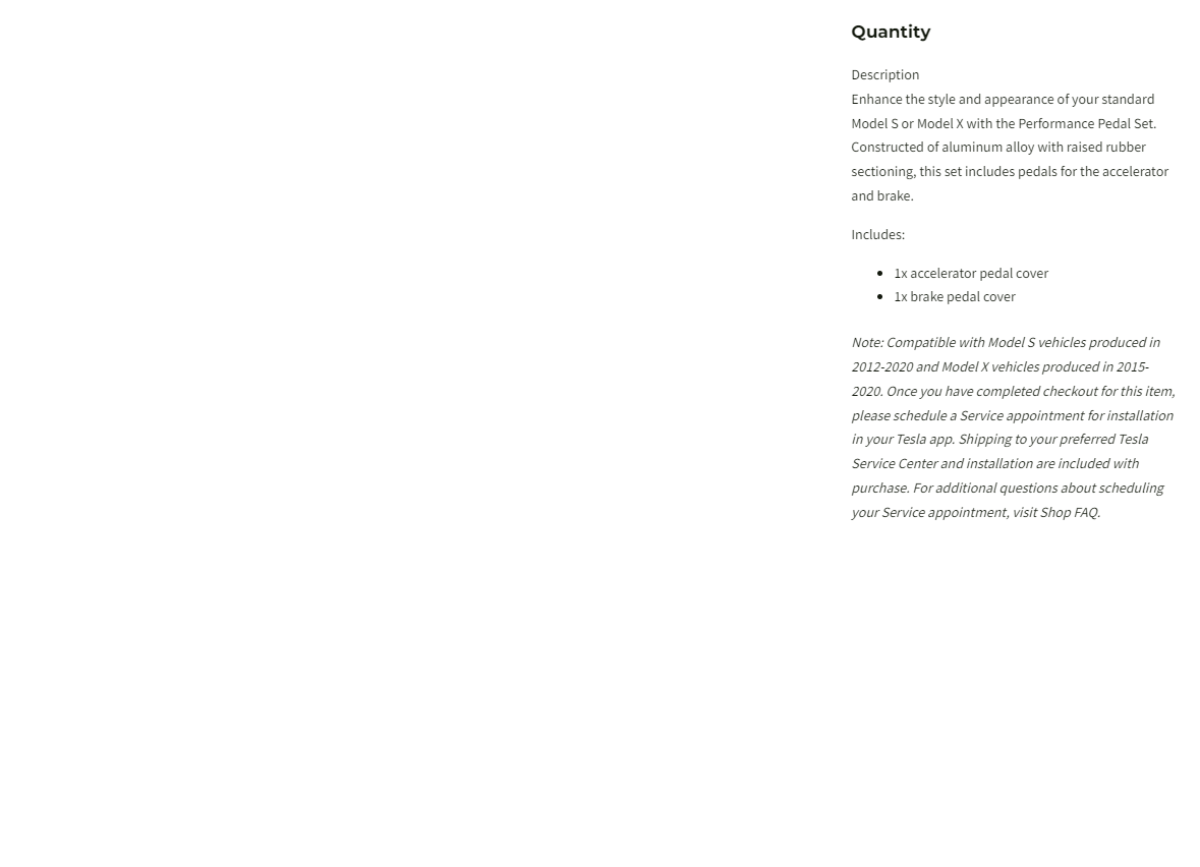 Quantity
Description
Enhance the style and appearance of your standard
Model S or Model X with the Performance Pedal Set.
Constructed of aluminum alloy with raised rubber
sectioning, this set includes pedals for the accelerator
and brake.
Includes:
• 1x accelerator pedal cover
• 1x brake pedal cover
Note: Compatible with Model S vehicles produced in
2012-2020 and Model X vehicles produced in 2015-
2020. Once you have completed checkout for this item,
please schedule a Service appointment for installation
in your Tesla app. Shipping to your preferred Tesla
Service Center and installation are included with
purchase. For additional questions about scheduling
your Service appointment, visit Shop FAQ.